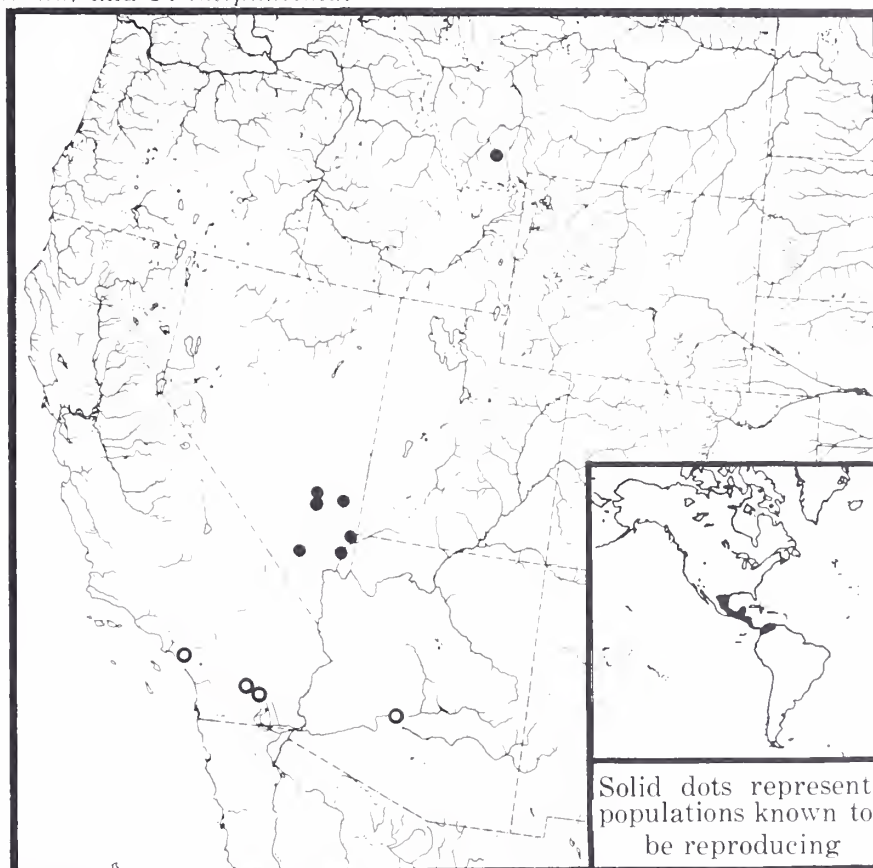 Solid dots represent
populations known to
be reproducing